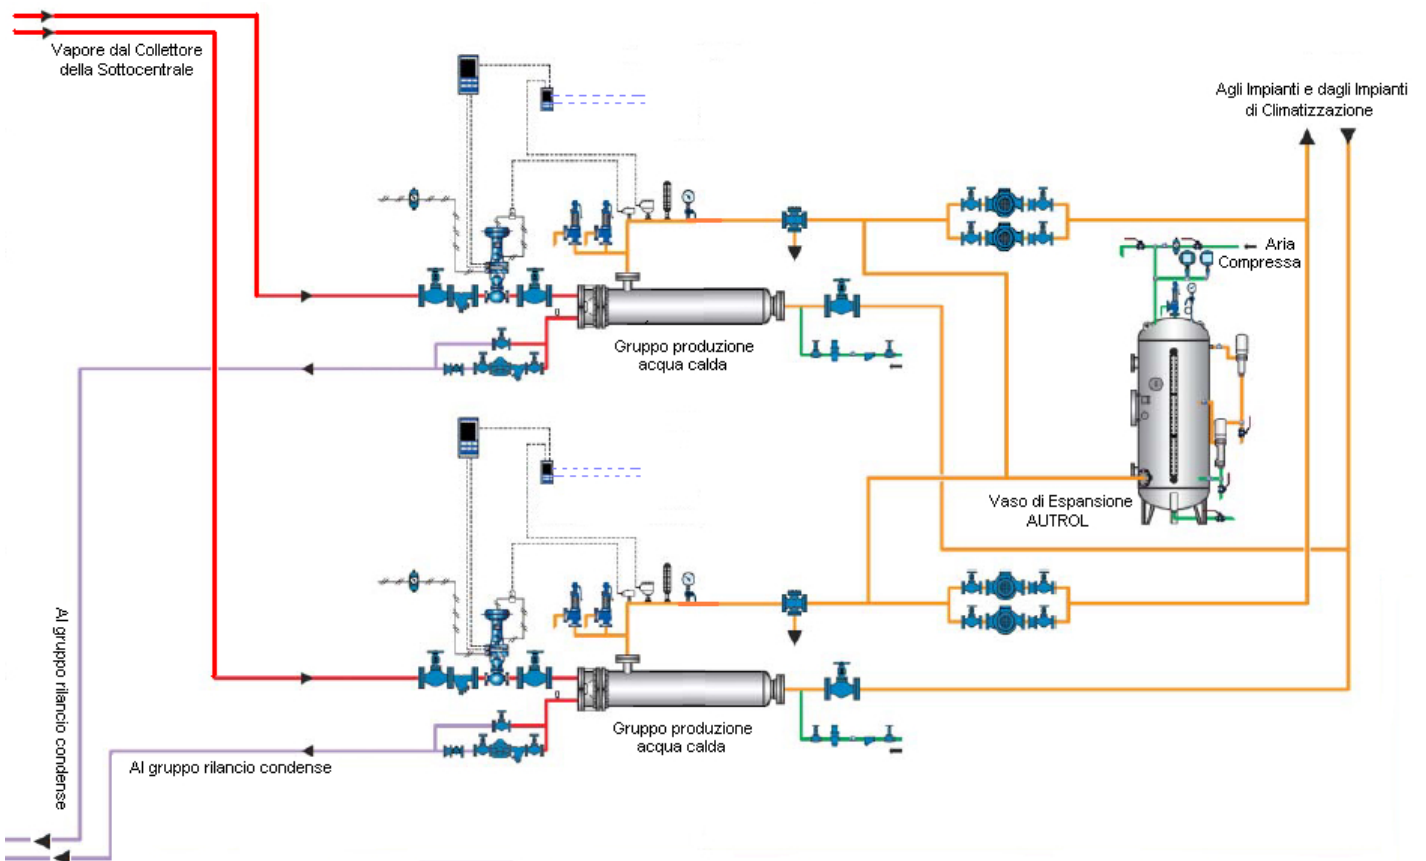 Vapore dal Collettore
della Sottocentrale
Agli Impianti e dagli Impianti
di Climatizzazione
Aria
Compressa
Gruppo produzione
acqua calda
Vaso di Espansione
AUTROL
Gruppo produzione
acqua calda
Al gruppo rilancio condense
Al gruppo rilancio condense